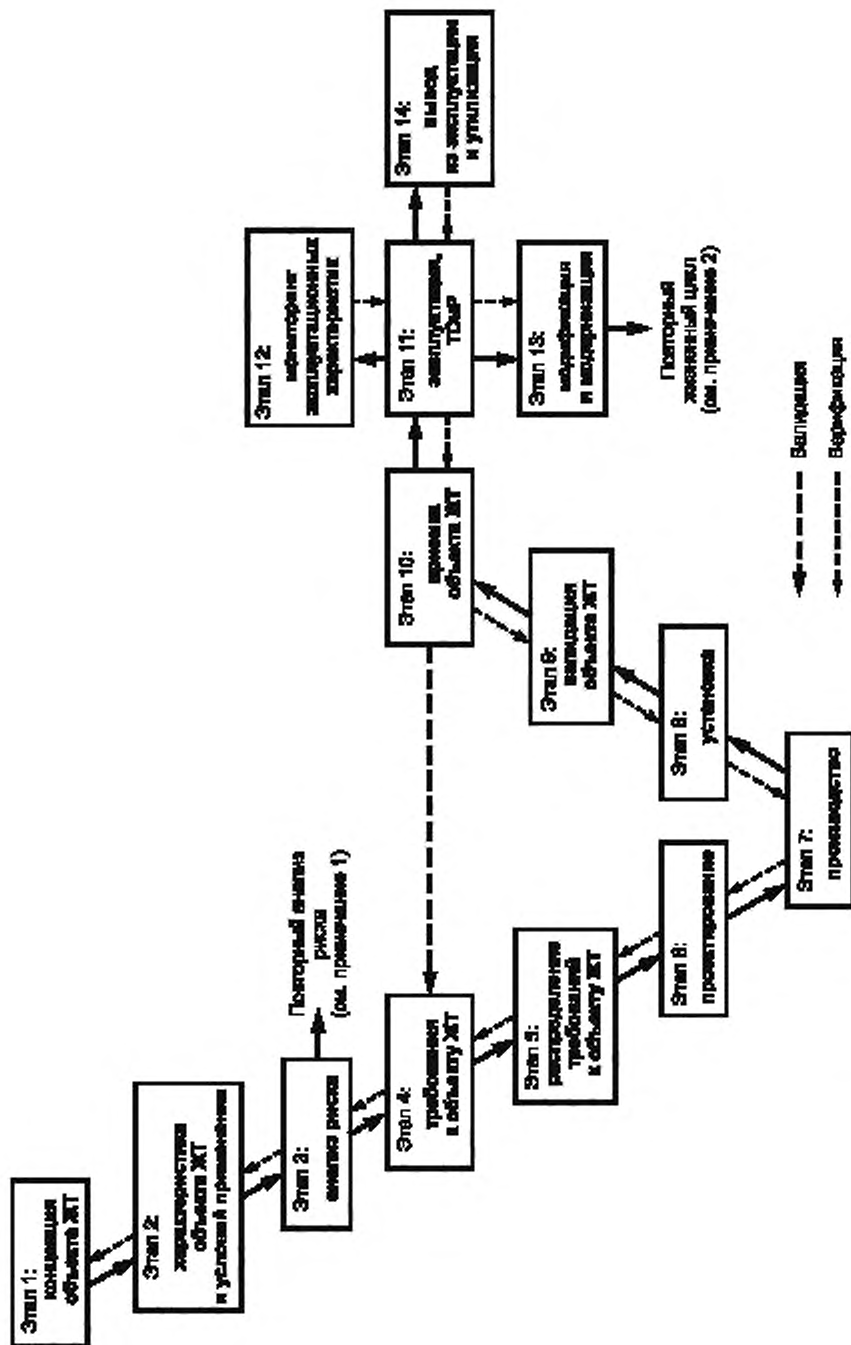 Этап 1:
концепция
объекта ЖТ
Этап 2:
характеристика
объекта ЖТ
и условий применения
Этап 3:
анализ риска
Повторный анализ
риска
(см. примечание 1)
Этап 4:
требования
к объекту ЖТ
Этап 5:
распределение
требований
к объекту ЖТ
Этап 6:
проектирование
Этап 7:
производство
Этап 8:
установка
Этап 9:
валидация
объекта ЖТ
Этап 10:
приемка
объекта ЖТ
Этап 11:
эксплуатация,
ТОиР
Этап 12:
мониторинг
эксплуатационных
характеристик
Этап 13:
модификация
и модернизация
Повторный
жизненный цикл
(см. примечание 2)
Этап 14:
вывод
из эксплуатации
и утилизация
Валидация
Верификация